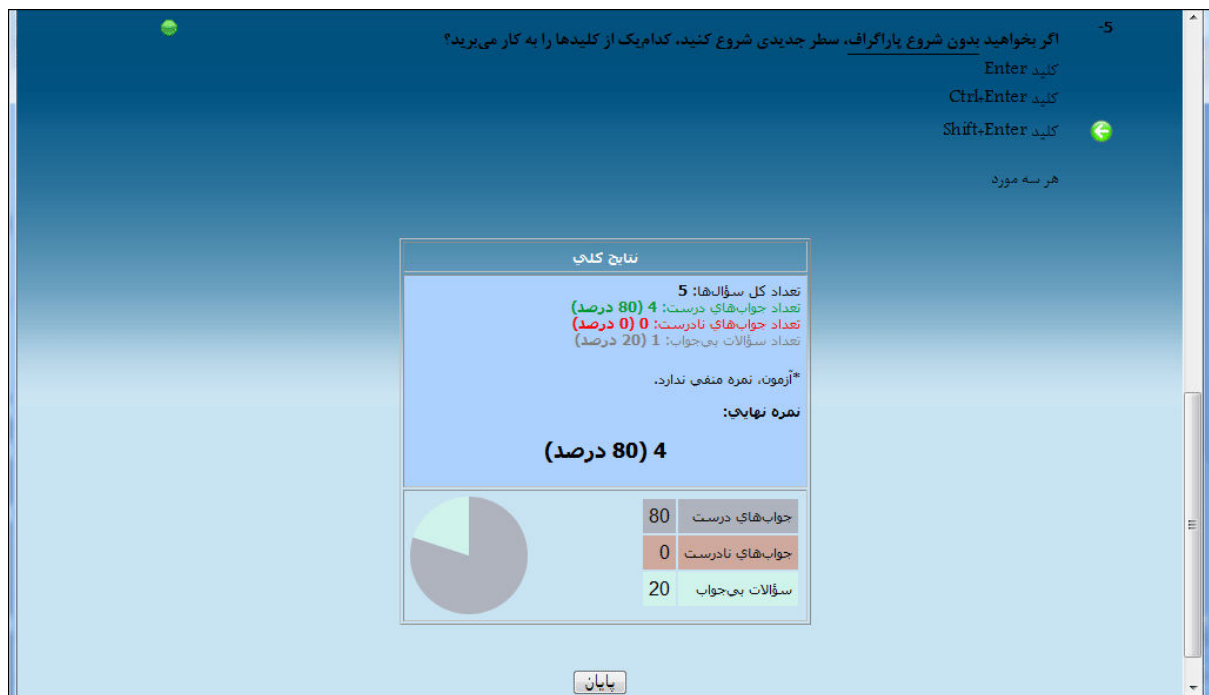 -5
اگر بخواهید بدون شروع پاراگراف، سطر جدیدی شروع کنید، کدام‌یک از کلیدها را به کار می‌برید؟
کلید Enter
کلید Ctrl+Enter
کلید Shift+Enter
هر سه مورد
نتايج کلي
تعداد کل سؤال‌ها: 5
تعداد جواب‌هاي درست: 4 (80 درصد)
تعداد جواب‌هاي نادرست: 0 (0 درصد)
تعداد سؤالات بي‌جواب: 1 (20 درصد)
*آزمون، نمره منفي ندارد.
نمره نهايي:
4 (80 درصد)
جواب‌هاي درست 80
جواب‌هاي نادرست 0
سؤالات بي‌جواب 20
پایان